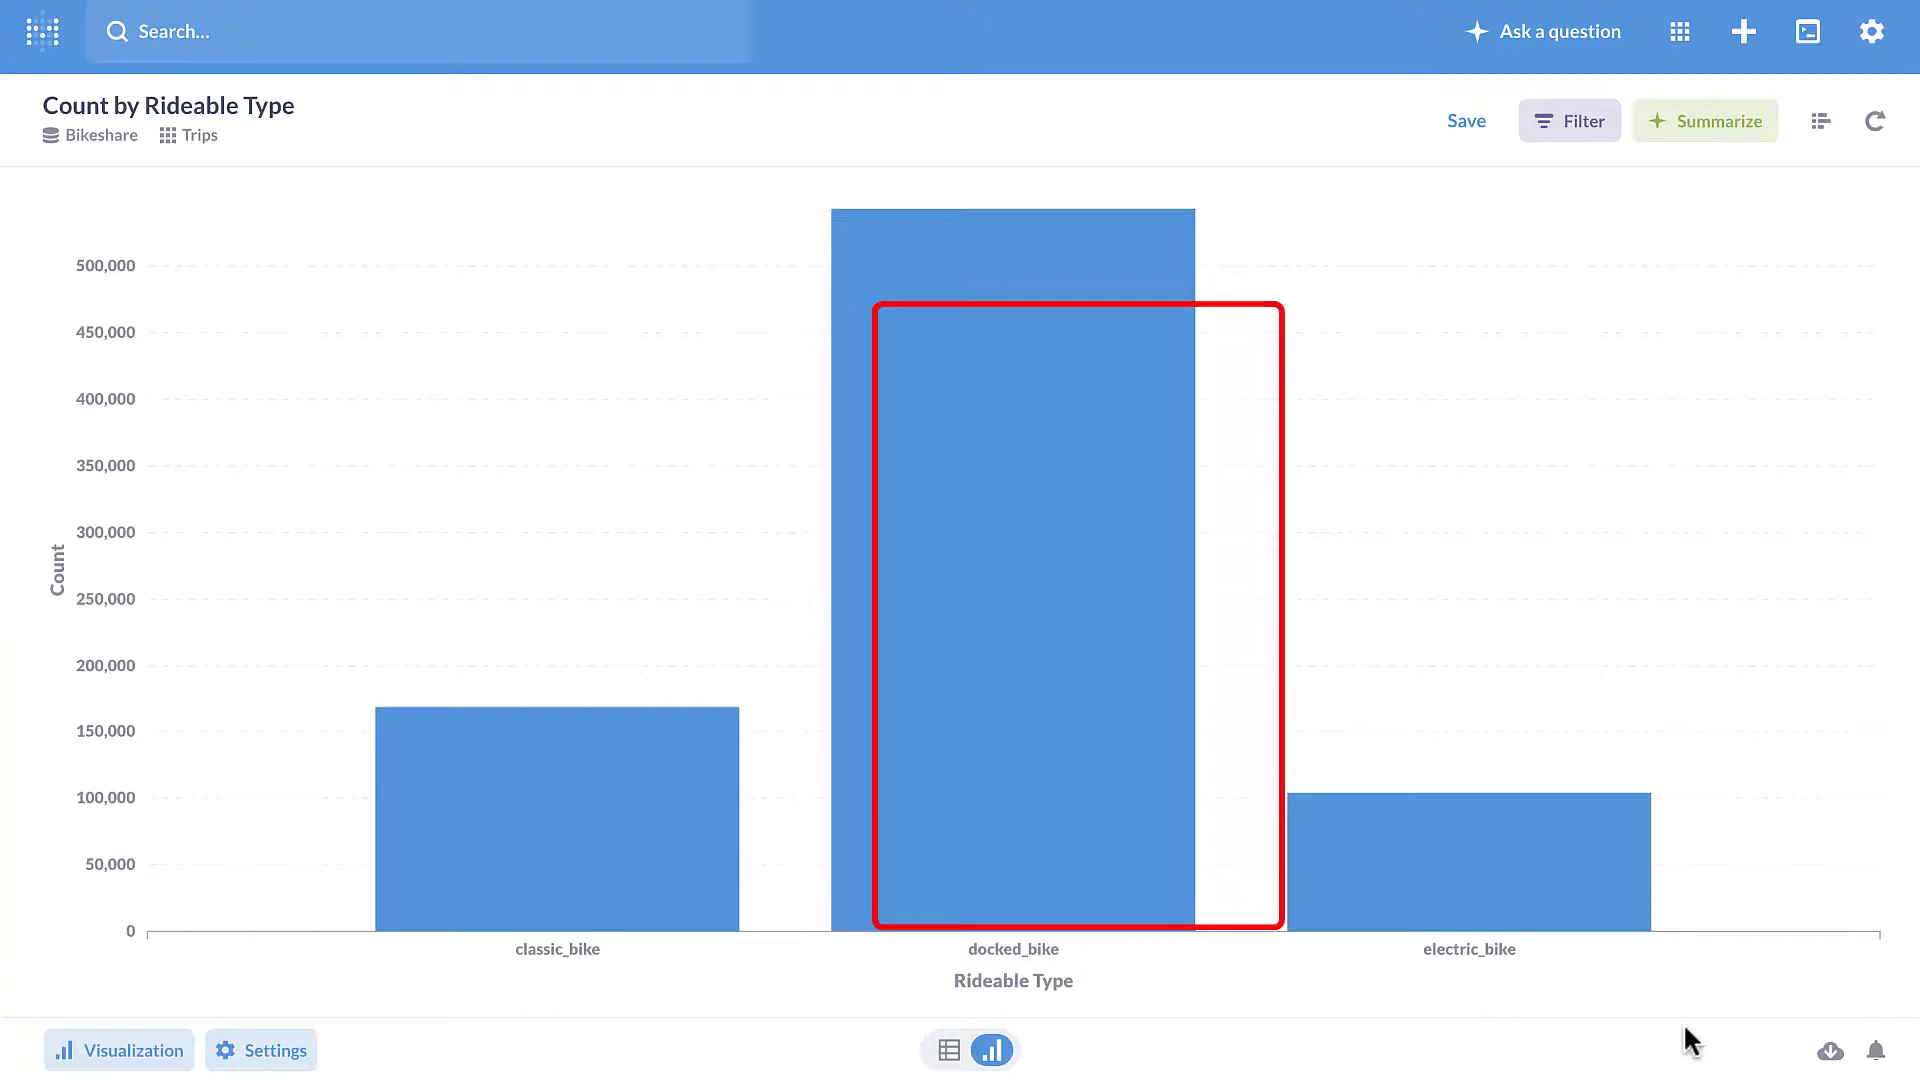 Search...
Ask a question
Count by Rideable Type
Bikeshare Trips
Save
Filter
Summarize
500,000
450,000
400,000
350,000
300,000
250,000
200,000
150,000
100,000
50,000
0
Count
classic_bike
docked_bike
electric_bike
Rideable Type
Visualization
Settings